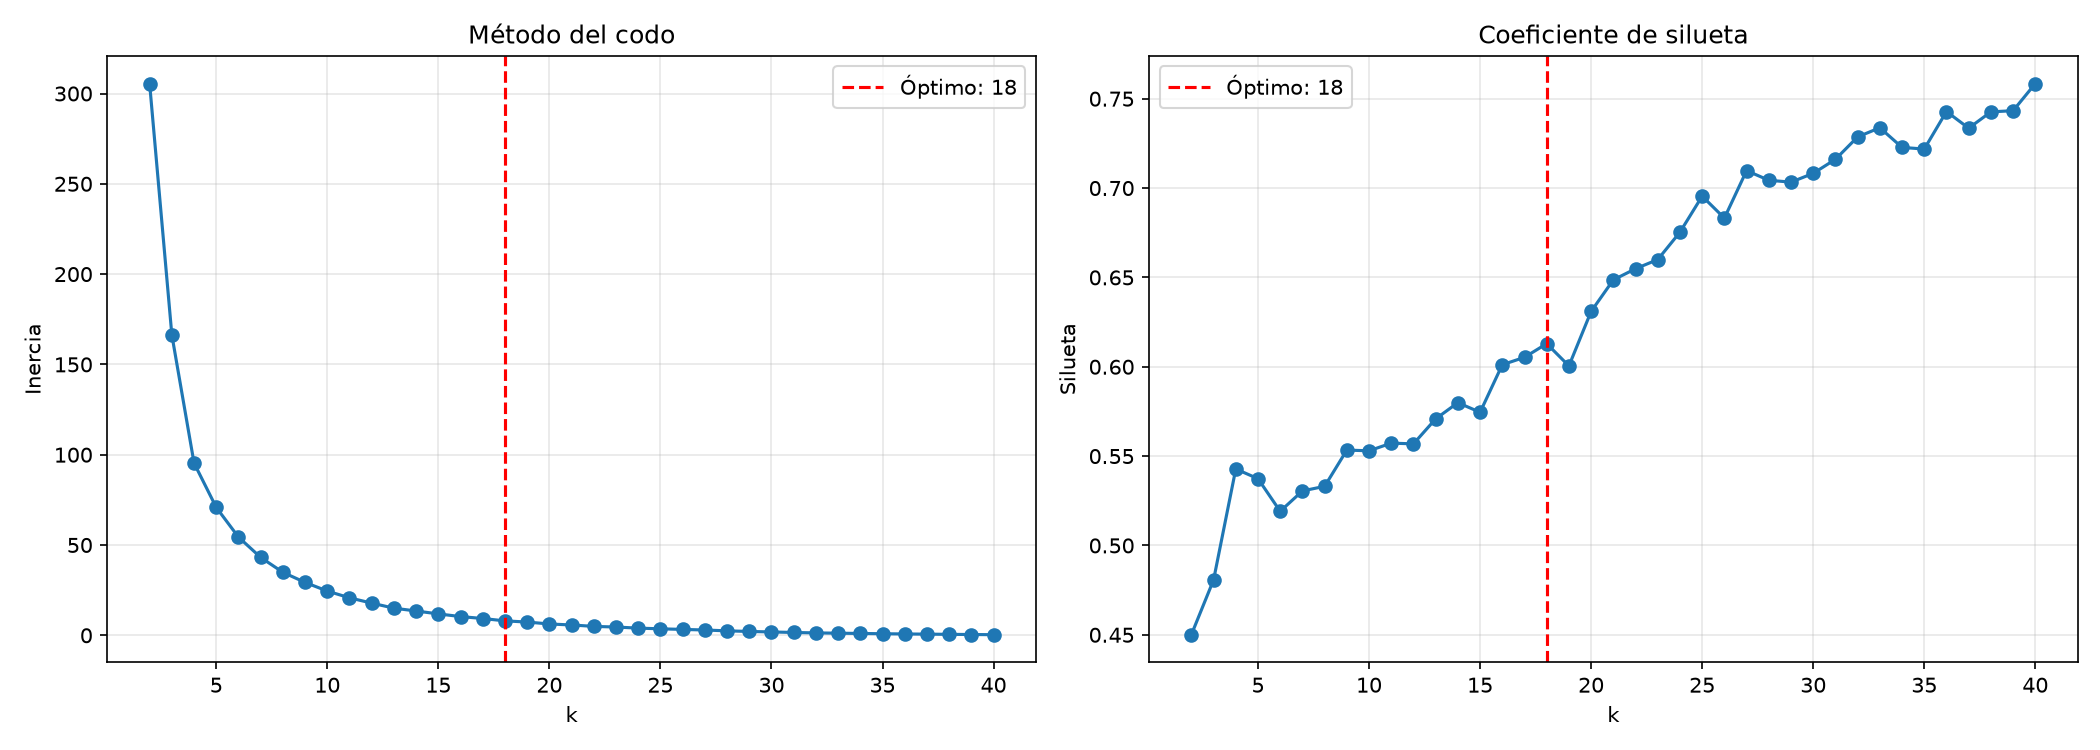 Método del codo
Inercia
300
250
200
150
100
50
0
5 10 15 20 25 30 35 40
k
Óptimo: 18
Coeficiente de silueta
Silueta
0.75
0.70
0.65
0.60
0.55
0.50
0.45
5 10 15 20 25 30 35 40
k
Óptimo: 18